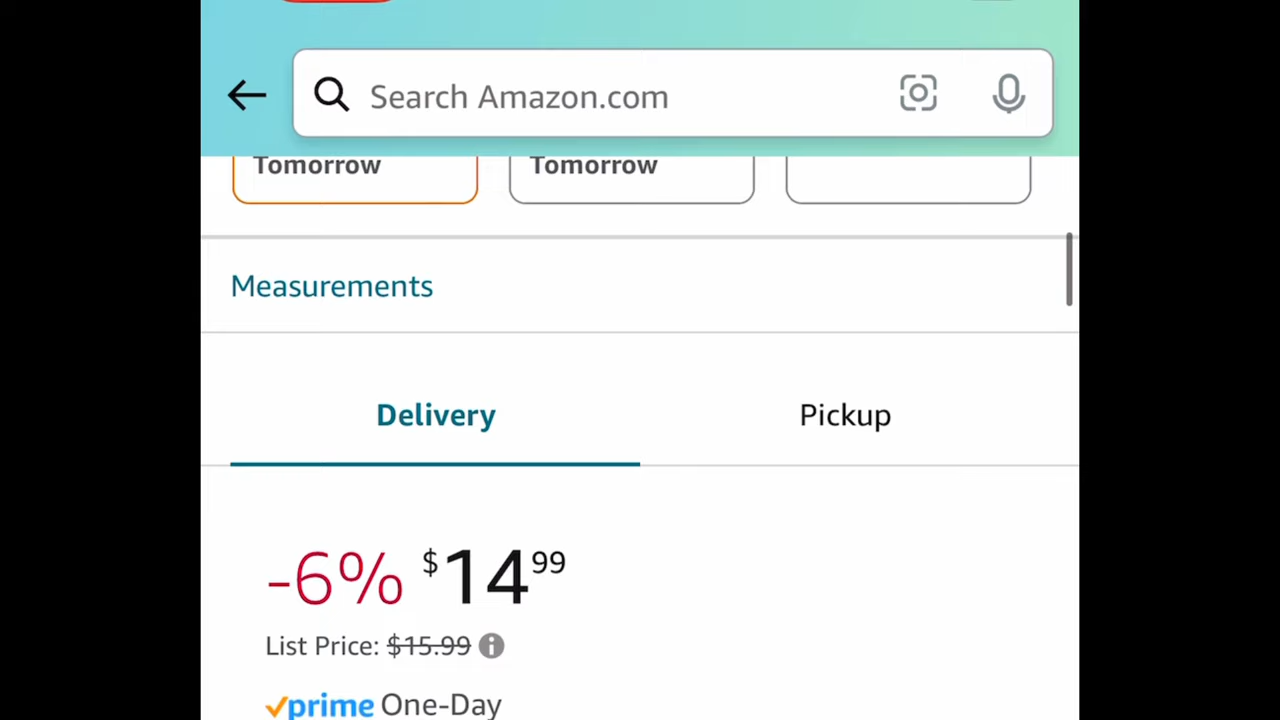 Search Amazon.com
Tomorrow Tomorrow
Measurements
Delivery Pickup
-6% $14 99
List Price: $15.99
prime One-Day